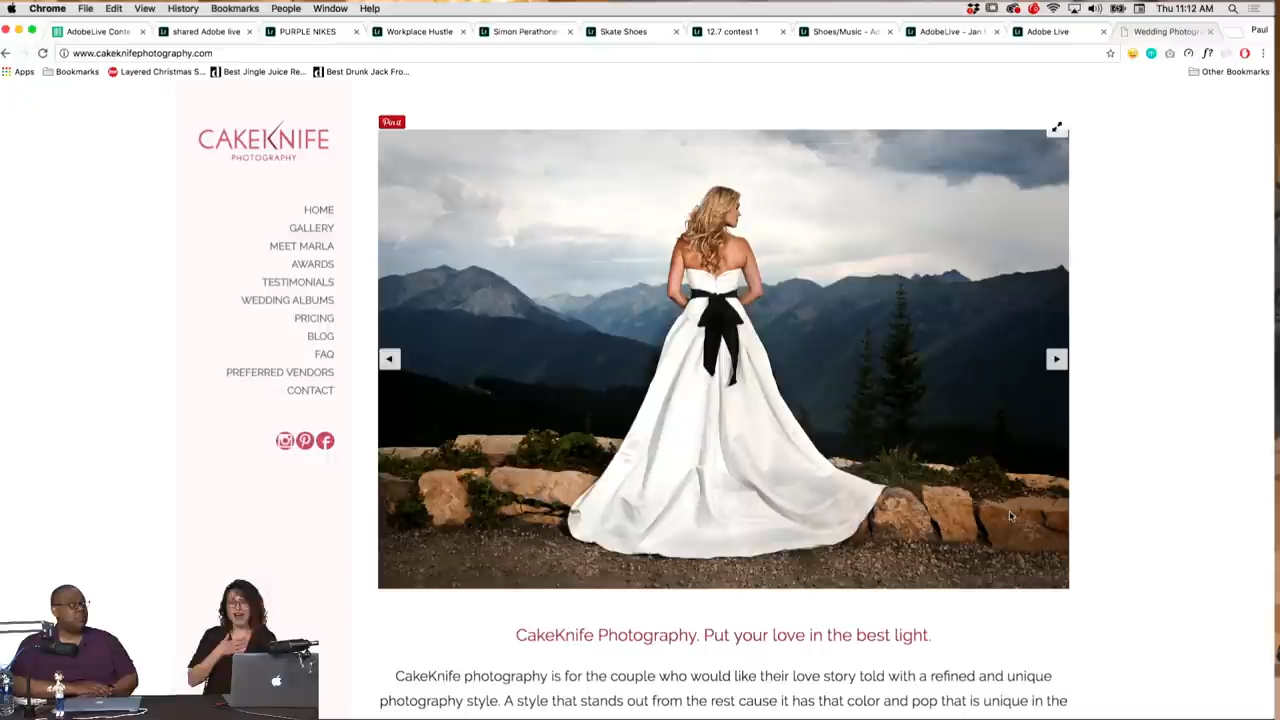 Chrome File Edit View History Bookmarks People Window Help Thu 11:12 AM
AdobeLive Conte shared Adobe live PURPLE NIKES Workplace Hustle Simon Perathone Skate Shoes 12.7 contest 1 Shoes/Music - A AdobeLive - Jan Adobe Live Wedding Photogr Paul
www.cakeknifephotography.com
Apps Bookmarks Layered Christmas S... Best Jingle Juice Re... Best Drunk Jack Fro... Other Bookmarks
Pin it
CAKEKNIFE
PHOTOGRAPHY
HOME
GALLERY
MEET MARLA
AWARDS
TESTIMONIALS
WEDDING ALBUMS
PRICING
BLOG
FAQ
PREFERRED VENDORS
CONTACT
CakeKnife Photography. Put your love in the best light.
CakeKnife photography is for the couple who would like their love story told with a refined and unique
photography style. A style that stands out from the rest cause it has that color and pop that is unique in the